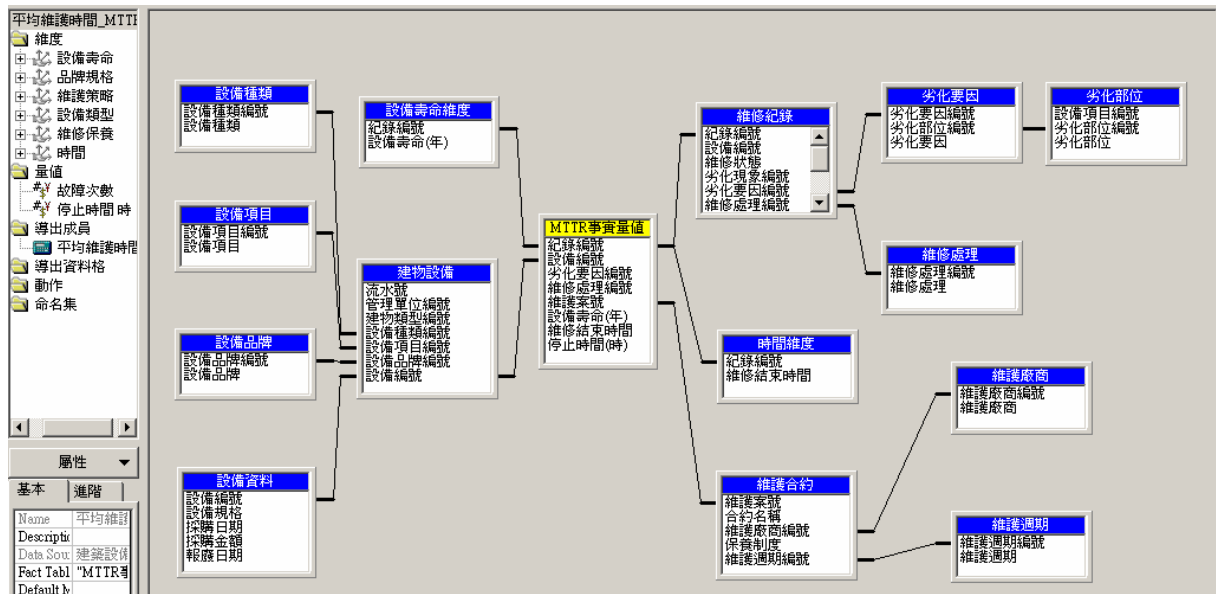 平均維護時間_MTTR
維度
設備壽命
品牌規格
維護策略
設備類型
維修保養
時間
量值
故障次數
停止時間 時
導出成員
平均維護時間
導出資料格
動作
命名集
屬性
基本
進階
Name
平均維護
Descriptio
Data Sour
建築設備
Fact Tabl
"MTTR事
Default M
設備種類
設備種類編號
設備種類
設備項目
設備項目編號
設備項目
設備品牌
設備品牌編號
設備品牌
設備資料
設備編號
設備規格
採購日期
採購金額
報廢日期
設備壽命維度
紀錄編號
設備壽命(年)
建物設備
流水號
管理單位編號
建物類型編號
設備種類編號
設備項目編號
設備品牌編號
設備編號
MTTR事實量值
紀錄編號
設備編號
劣化要因編號
維修處理編號
維護案號
設備壽命(年)
維修結束時間
停止時間(時)
維修紀錄
紀錄編號
設備編號
維修狀態
劣化現象編號
劣化要因編號
維修處理編號
時間維度
紀錄編號
維修結束時間
維護合約
維護案號
合約名稱
維護廠商編號
保養制度
維護週期編號
劣化要因
劣化要因編號
劣化部位編號
劣化要因
劣化部位
設備項目編號
劣化部位編號
劣化部位
維修處理
維修處理編號
維修處理
維護廠商
維護廠商編號
維護廠商
維護週期
維護週期編號
維護週期